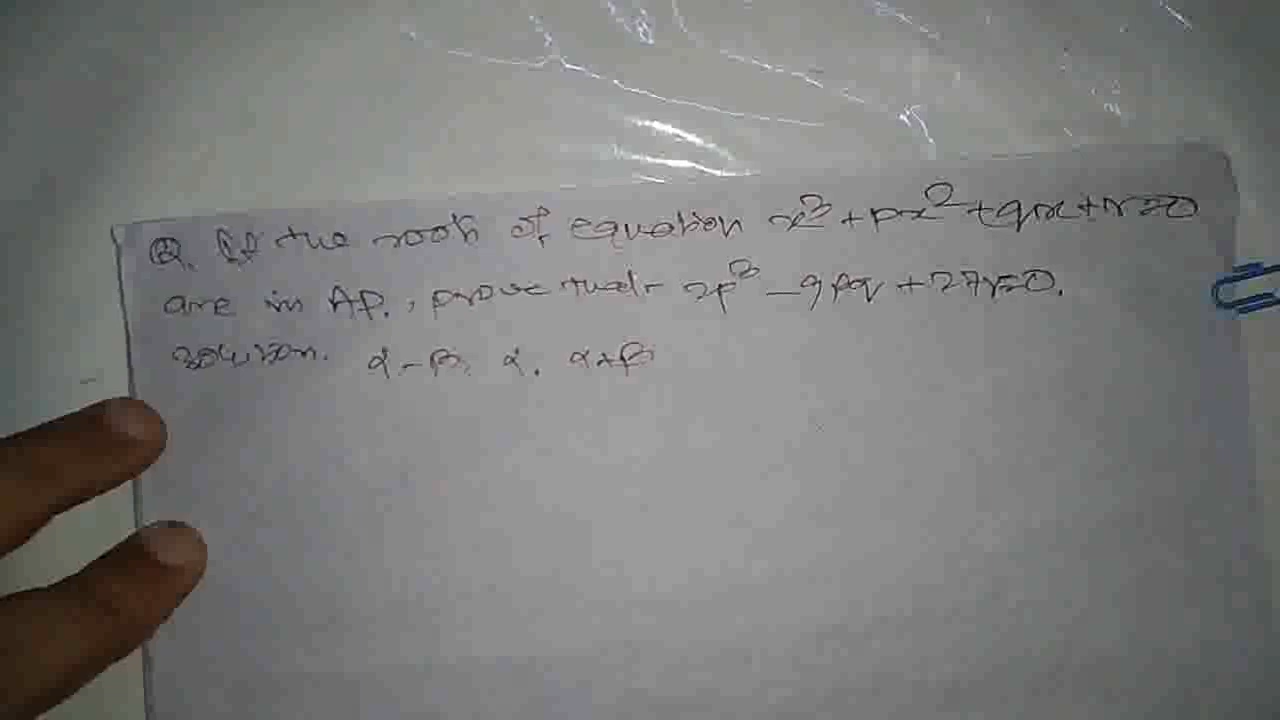 Q. If the roots of equation x³+px²+qx+r=0
are in AP., prove that 2p³-9pq+27r=0.
solution. α-β, α, α+β